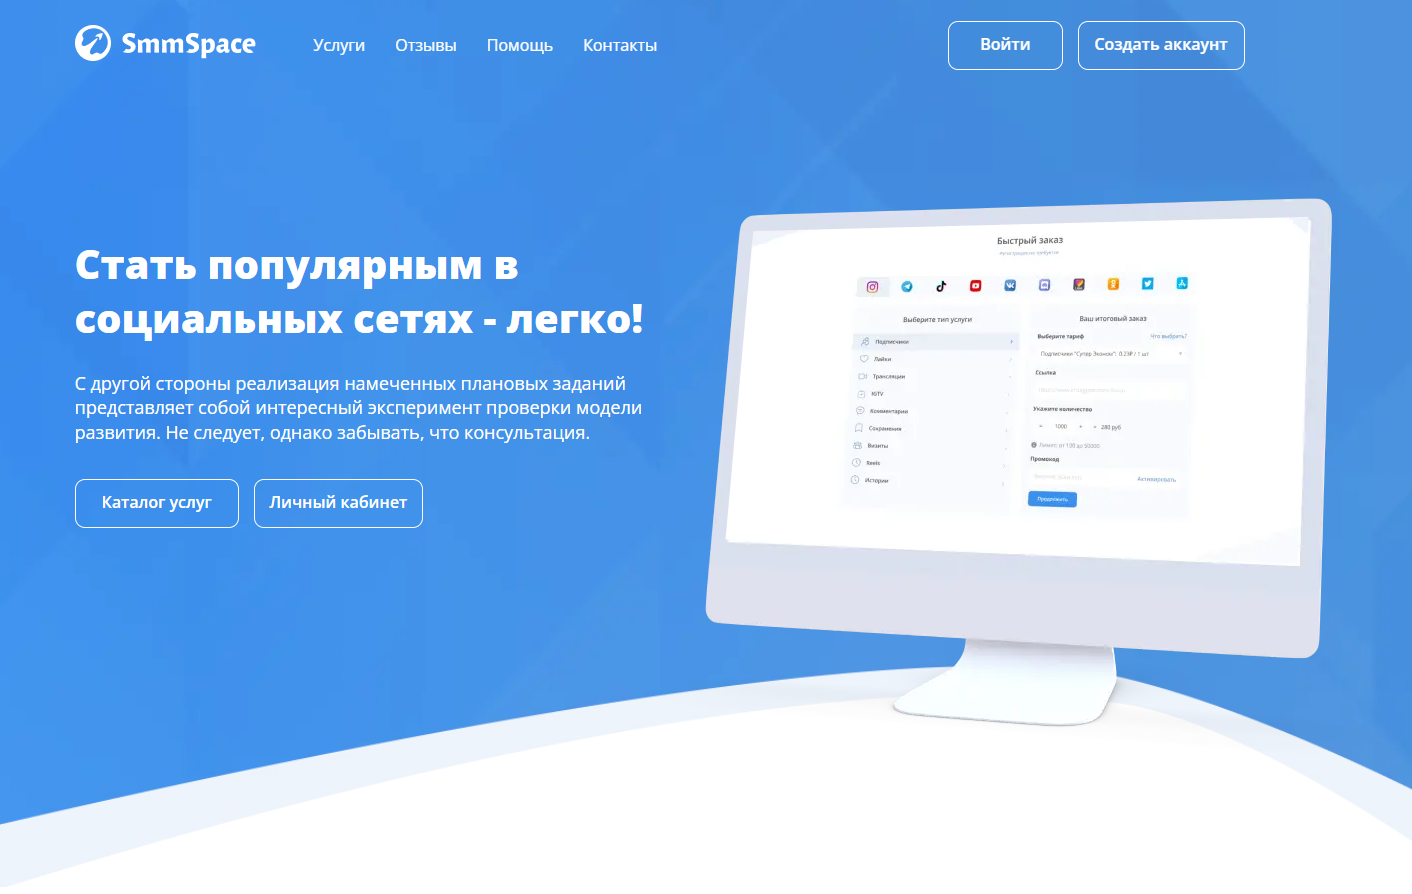 SmmSpace
Услуги
Отзывы
Помощь
Контакты
Войти
Создать аккаунт
Стать популярным в
социальных сетях - легко!
С другой стороны реализация намеченных плановых заданий
представляет собой интересный эксперимент проверки модели
развития. Не следует, однако забывать, что консультация.
Каталог услуг
Личный кабинет
Быстрый заказ
Выберите тип услуги
Подписчики
Лайки
Трансляции
IGTV
Комментарии
Сохранения
Визиты
Reels
Истории
Ваш итоговый заказ
Выберите тариф
Что выбрать?
Подписчики "Супер Эконом": 0.23₽ / 1 шт
Ссылка
Укажите количество
1000 + = 280 руб
Лимит: от 100 до 50000
Промокод
Активировать
Продолжить